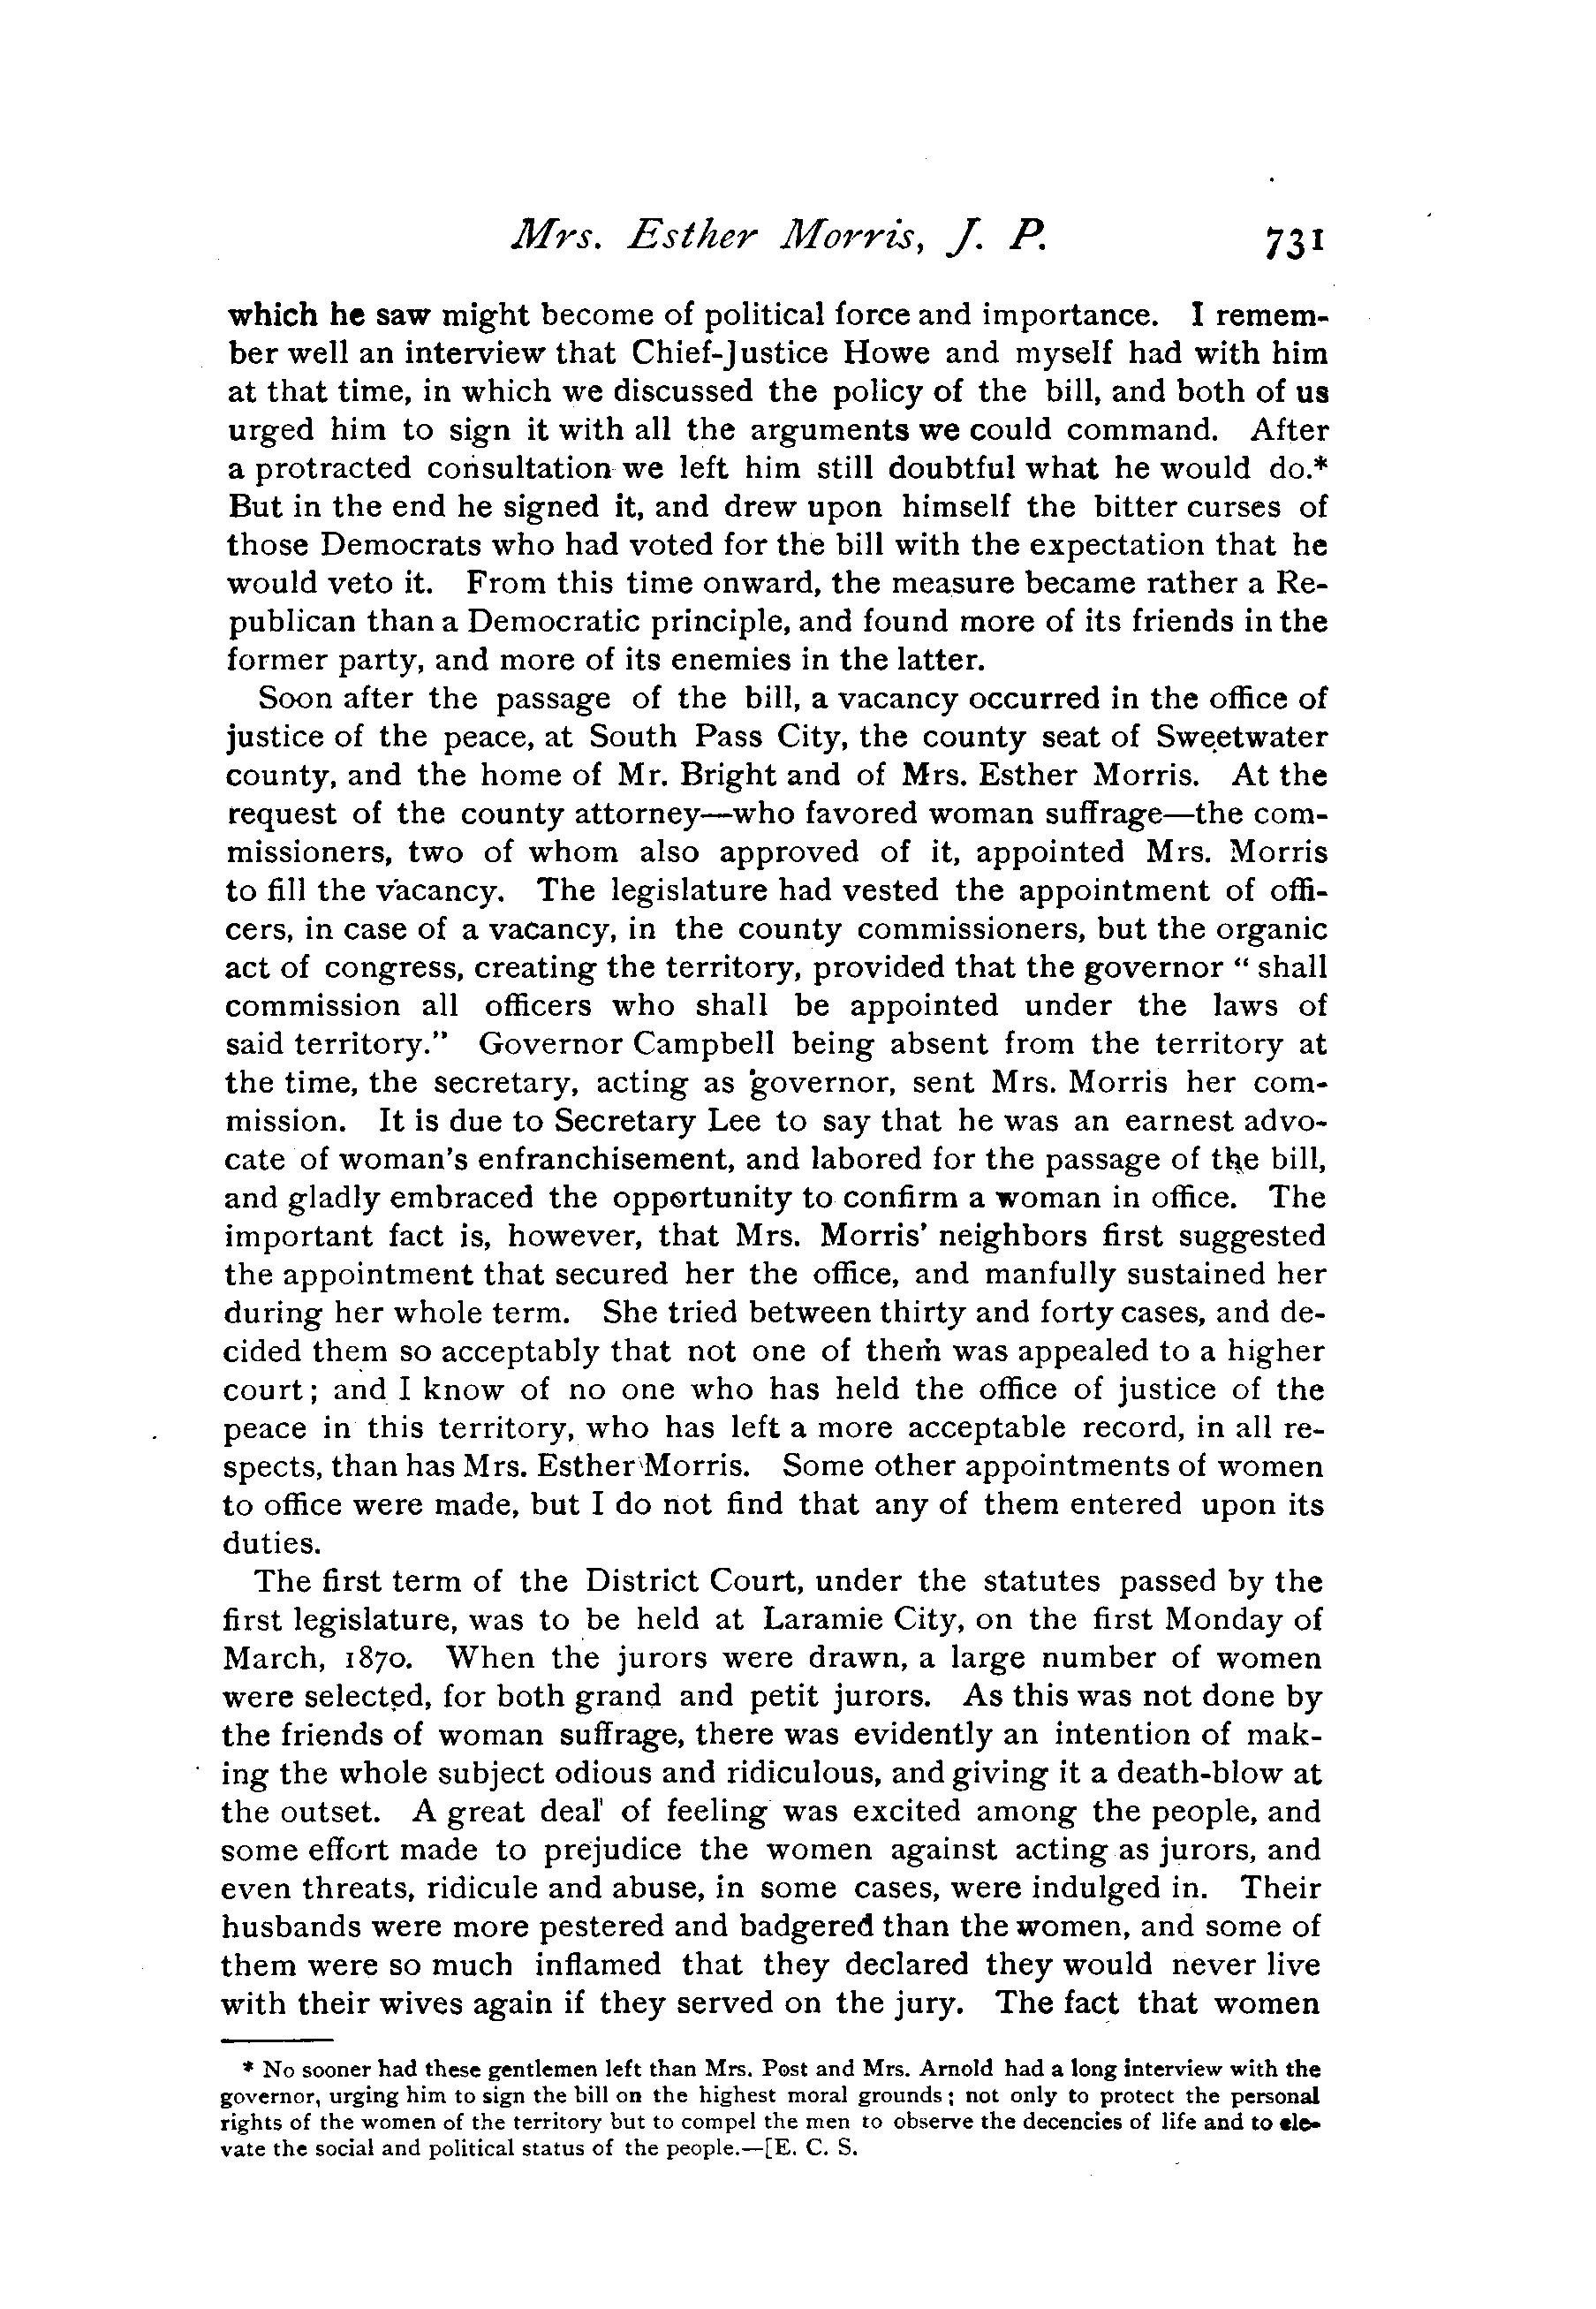 Mrs. Esther Morris, J. P. 731
which he saw might become of political force and importance. I remem-
ber well an interview that Chief-Justice Howe and myself had with him
at that time, in which we discussed the policy of the bill, and both of us
urged him to sign it with all the arguments we could command. After
a protracted consultation we left him still doubtful what he would do.*
But in the end he signed it, and drew upon himself the bitter curses of
those Democrats who had voted for the bill with the expectation that he
would veto it. From this time onward, the measure became rather a Re-
publican than a Democratic principle, and found more of its friends in the
former party, and more of its enemies in the latter.
Soon after the passage of the bill, a vacancy occurred in the office of
justice of the peace, at South Pass City, the county seat of Sweetwater
county, and the home of Mr. Bright and of Mrs. Esther Morris. At the
request of the county attorney—who favored woman suffrage—the com-
missioners, two of whom also approved of it, appointed Mrs. Morris
to fill the vacancy. The legislature had vested the appointment of offi-
cers, in case of a vacancy, in the county commissioners, but the organic
act of congress, creating the territory, provided that the governor “ shall
commission all officers who shall be appointed under the laws of
said territory.” Governor Campbell being absent from the territory at
the time, the secretary, acting as governor, sent Mrs. Morris her com-
mission. It is due to Secretary Lee to say that he was an earnest advo-
cate of woman's enfranchisement, and labored for the passage of the bill,
and gladly embraced the opportunity to confirm a woman in office. The
important fact is, however, that Mrs. Morris' neighbors first suggested
the appointment that secured her the office, and manfully sustained her
during her whole term. She tried between thirty and forty cases, and de-
cided them so acceptably that not one of them was appealed to a higher
court; and I know of no one who has held the office of justice of the
peace in this territory, who has left a more acceptable record, in all re-
spects, than has Mrs. Esther Morris. Some other appointments of women
to office were made, but I do not find that any of them entered upon its
duties.
The first term of the District Court, under the statutes passed by the
first legislature, was to be held at Laramie City, on the first Monday of
March, 1870. When the jurors were drawn, a large number of women
were selected, for both grand and petit jurors. As this was not done by
the friends of woman suffrage, there was evidently an intention of mak-
ing the whole subject odious and ridiculous, and giving it a death-blow at
the outset. A great deal of feeling was excited among the people, and
some effort made to prejudice the women against acting as jurors, and
even threats, ridicule and abuse, in some cases, were indulged in. Their
husbands were more pestered and badgered than the women, and some of
them were so much inflamed that they declared they would never live
with their wives again if they served on the jury. The fact that women
* No sooner had these gentlemen left than Mrs. Post and Mrs. Arnold had a long interview with the
governor, urging him to sign the bill on the highest moral grounds; not only to protect the personal
rights of the women of the territory but to compel the men to observe the decencies of life and to ele-
vate the social and political status of the people.—[E. C. S.